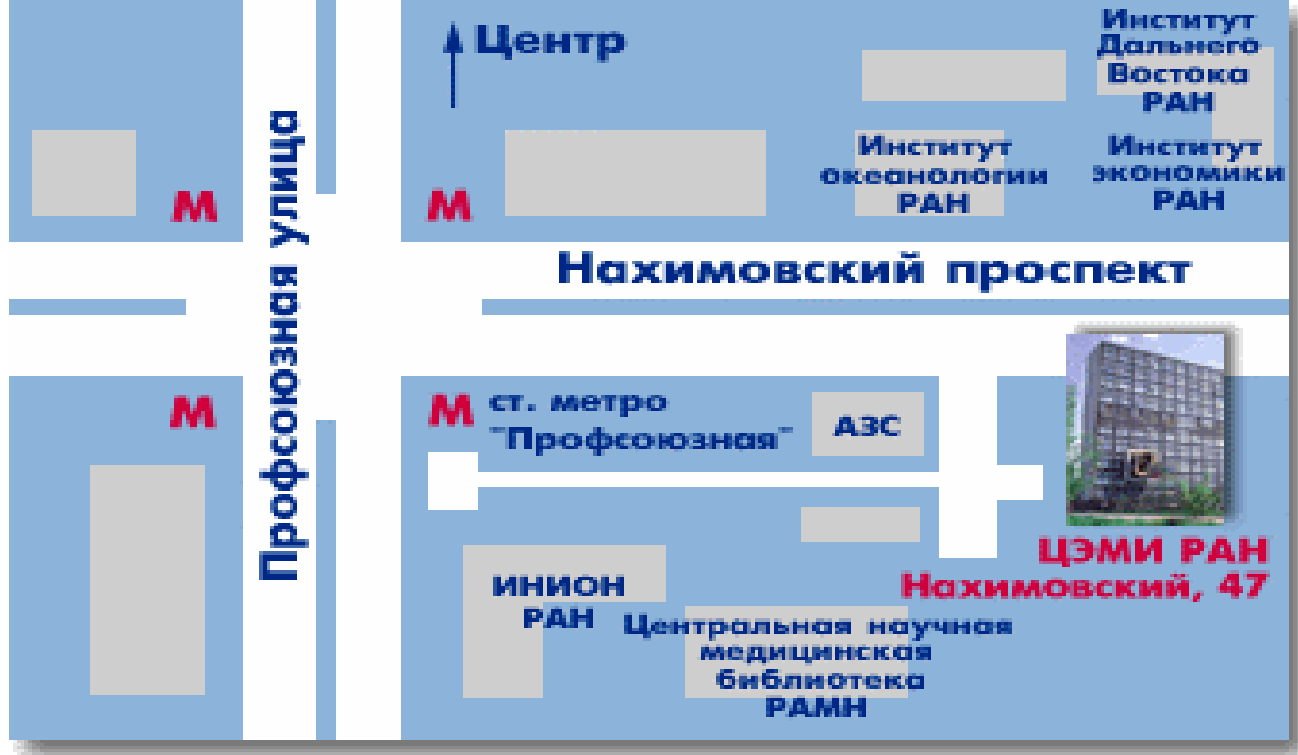 Центр
Институт
Дальнего
Востока
РАН
Профсоюзная улица
М
М
Институт
океанологии
РАН
Институт
экономики
РАН
Нахимовский проспект
М
М
ст. метро
"Профсоюзная"
АЗС
ЦЭМИ РАН
Нахимовский, 47
ИНИОН
РАН
Центральная научная
медицинская
библиотека
РАМН